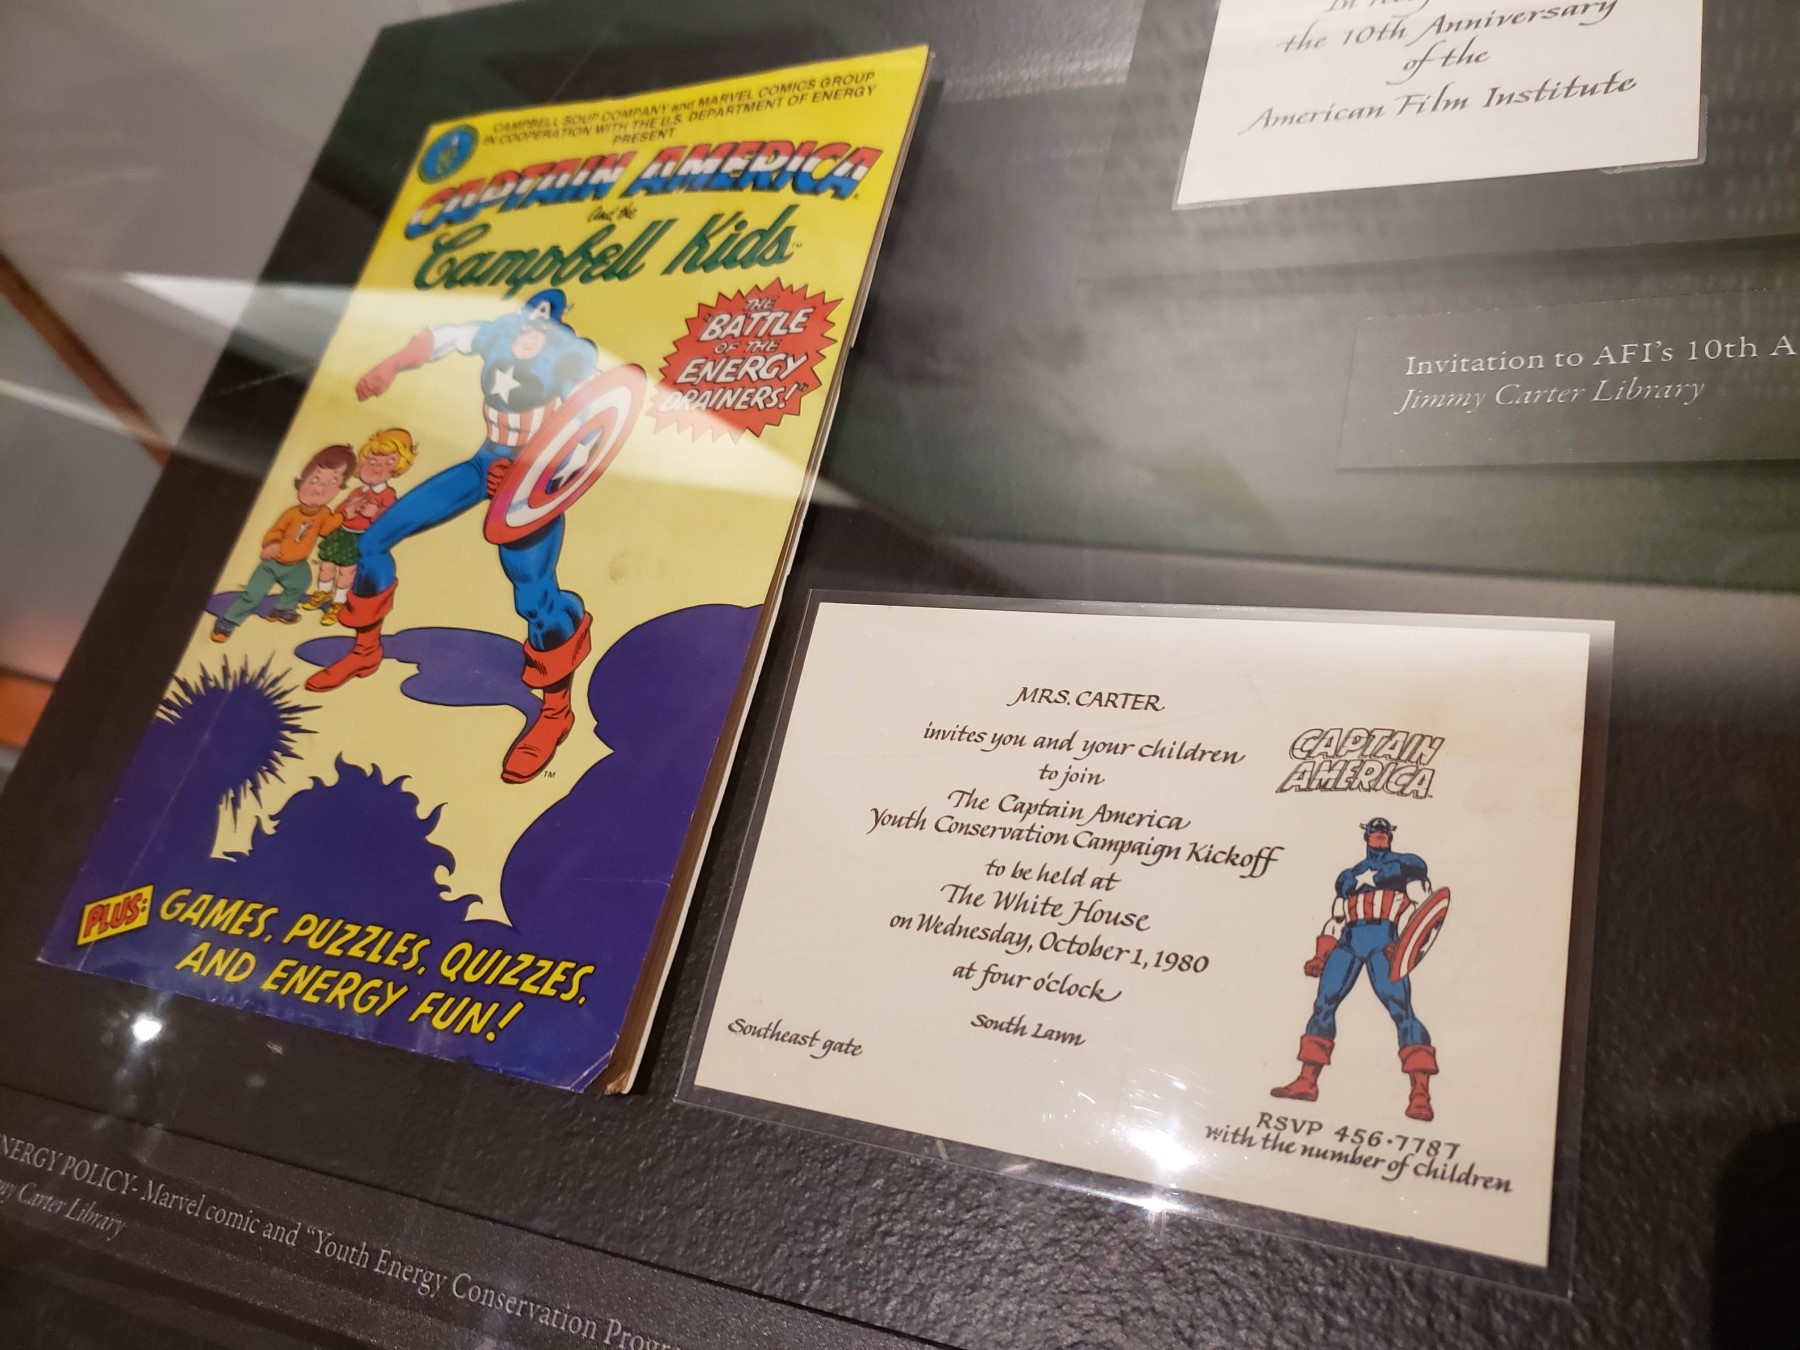 CAMPBELL SOUP COMPANY and MARVEL COMICS GROUP
IN COOPERATION WITH THE U.S. DEPARTMENT OF ENERGY
PRESENT
CAPTAIN AMERICA
and the
Campbell Kids™
THE
"BATTLE
OF THE
ENERGY
DRAINERS!"
A
TM
PLUS: GAMES, PUZZLES, QUIZZES,
AND ENERGY FUN!
the 10th Anniversary
of the
American Film Institute
Invitation to AFI's 10th A
Jimmy Carter Library
MRS. CARTER
invites you and your children
to join
The Captain America
Youth Conservation Campaign Kickoff
to be held at
The White House
on Wednesday, October 1, 1980
at four o'clock
South Lawn
Southeast gate
CAPTAIN
AMERICA
RSVP 456·7787
with the number of children
NERGY POLICY- Marvel comic and "Youth Energy Conservation Progr
my Carter Library